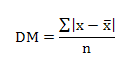 DM = ∑|x − x̄| / n